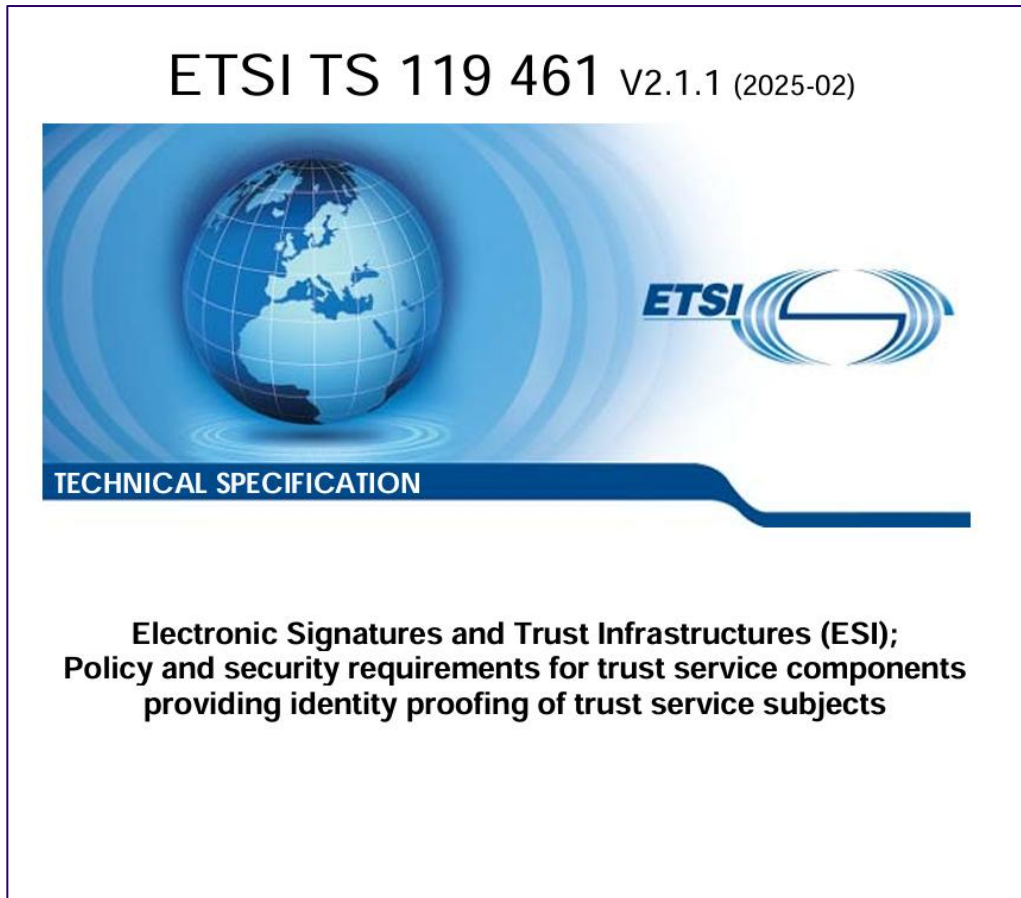 ETSI TS 119 461 V2.1.1 (2025-02)
ETSI
TECHNICAL SPECIFICATION
Electronic Signatures and Trust Infrastructures (ESI);
Policy and security requirements for trust service components
providing identity proofing of trust service subjects